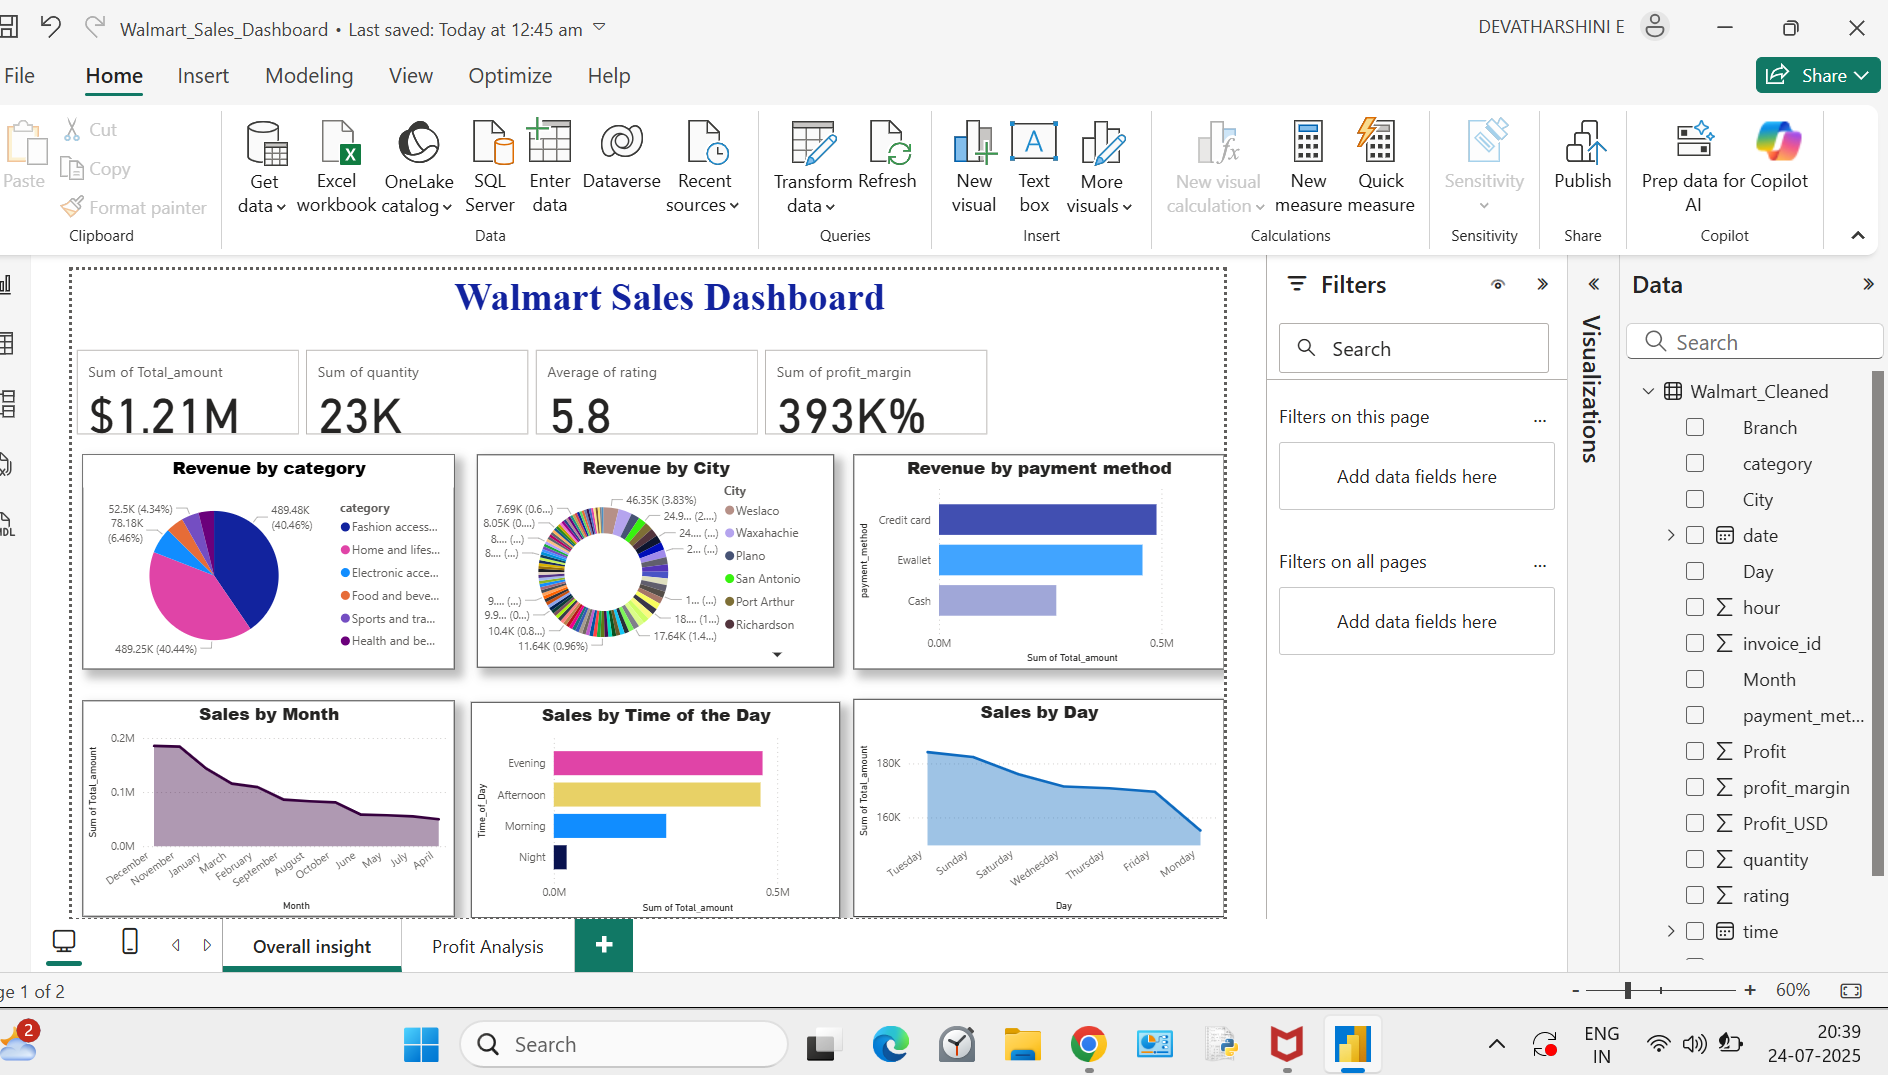 Walmart_Sales_Dashboard • Last saved: Today at 12:45 am
DEVATHARSHINI E
File Home Insert Modeling View Optimize Help
Share
Paste
Cut
Copy
Format painter
Clipboard
Get data
Excel workbook
OneLake catalog
SQL Server
Enter data
Dataverse
Recent sources
Data
Transform data
Refresh
Queries
New visual
Text box
More visuals
Insert
New visual calculation
New measure
Quick measure
Calculations
Sensitivity
Sensitivity
Publish
Share
Prep data for AI
Copilot
Copilot
Walmart Sales Dashboard
Sum of Total_amount
$1.21M
Sum of quantity
23K
Average of rating
5.8
Sum of profit_margin
393K%
Revenue by category
52.5K (4.34%)
78.18K
(6.46%)
489.48K
(40.46%)
489.25K (40.44%)
category
Fashion access...
Home and lifes...
Electronic acce...
Food and beve...
Sports and tra...
Health and be...
Revenue by City
46.35K (3.83%)
24.9... (2....)
24.... (...)
2... (...)
1... (...)
18.... (1...)
17.64K (1.4...)
11.64K (0.96%)
10.4K (0.8...)
9.9... (0...)
9.... (...)
8.... (...)
8.... (...)
8.05K (0....)
7.69K (0.6...)
City
Weslaco
Waxahachie
Plano
San Antonio
Port Arthur
Richardson
Revenue by payment method
payment_method
Credit card
Ewallet
Cash
0.0M 0.5M
Sum of Total_amount
Sales by Month
Sum of Total_amount
0.2M
0.1M
0.0M
December November January March February September August October June May July April
Month
Sales by Time of the Day
Time_of_Day
Evening
Afternoon
Morning
Night
0.0M 0.5M
Sum of Total_amount
Sales by Day
Sum of Total_amount
180K
160K
Tuesday Sunday Saturday Wednesday Thursday Friday Monday
Day
Filters
Search
Filters on this page ...
Add data fields here
Filters on all pages ...
Add data fields here
Visualizations
Data
Search
Walmart_Cleaned
Branch
category
City
date
Day
hour
invoice_id
Month
payment_met...
Profit
profit_margin
Profit_USD
quantity
rating
time
Overall insight
Profit Analysis
ge 1 of 2
- + 60%
2
Search
ENG
IN
20:39
24-07-2025